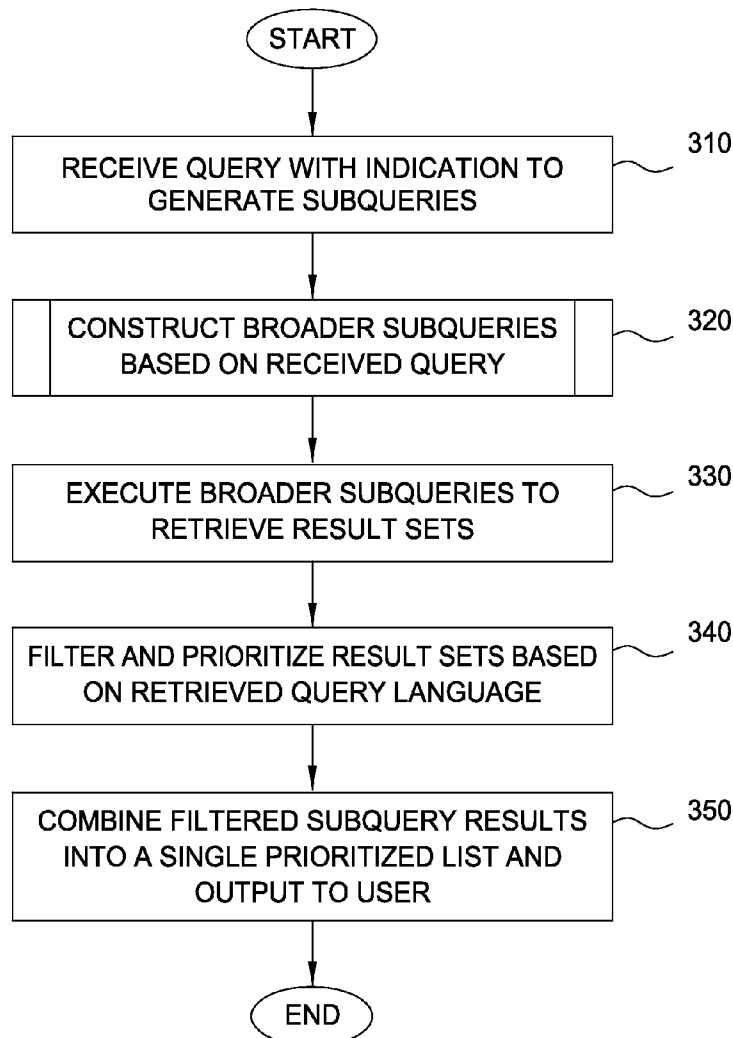 START
RECEIVE QUERY WITH INDICATION TO
GENERATE SUBQUERIES
310
CONSTRUCT BROADER SUBQUERIES
BASED ON RECEIVED QUERY
320
EXECUTE BROADER SUBQUERIES TO
RETRIEVE RESULT SETS
330
FILTER AND PRIORITIZE RESULT SETS BASED
ON RETRIEVED QUERY LANGUAGE
340
COMBINE FILTERED SUBQUERY RESULTS
INTO A SINGLE PRIORITIZED LIST AND
OUTPUT TO USER
350
END